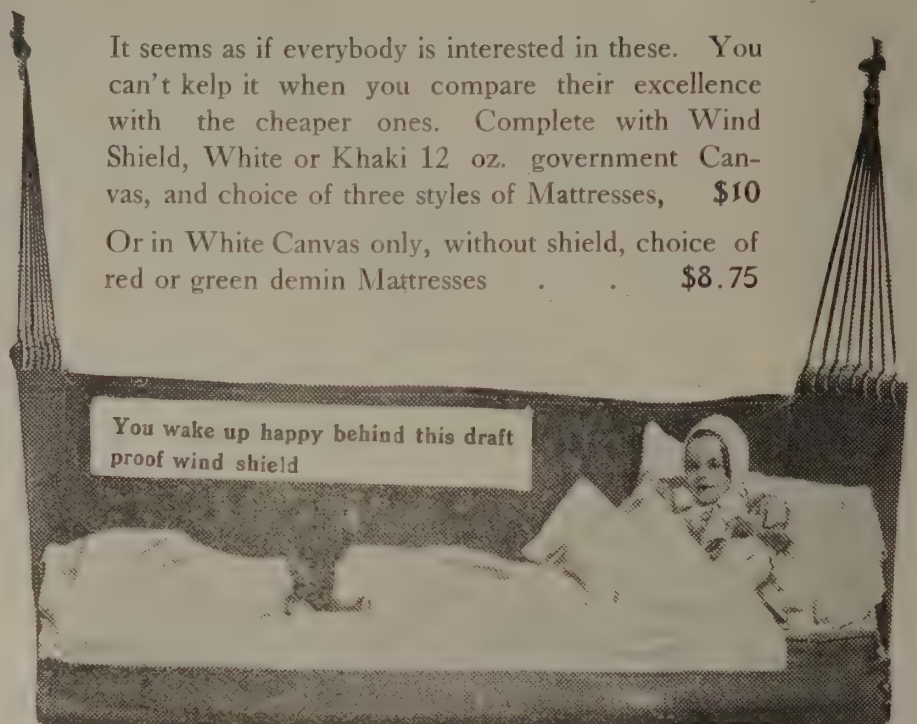 It seems as if everybody is interested in these. You
can't kelp it when you compare their excellence
with the cheaper ones. Complete with Wind
Shield, White or Khaki 12 oz. government Can-
vas, and choice of three styles of Mattresses, $10
Or in White Canvas only, without shield, choice of
red or green demin Mattresses . . $8.75
You wake up happy behind this draft
proof wind shield